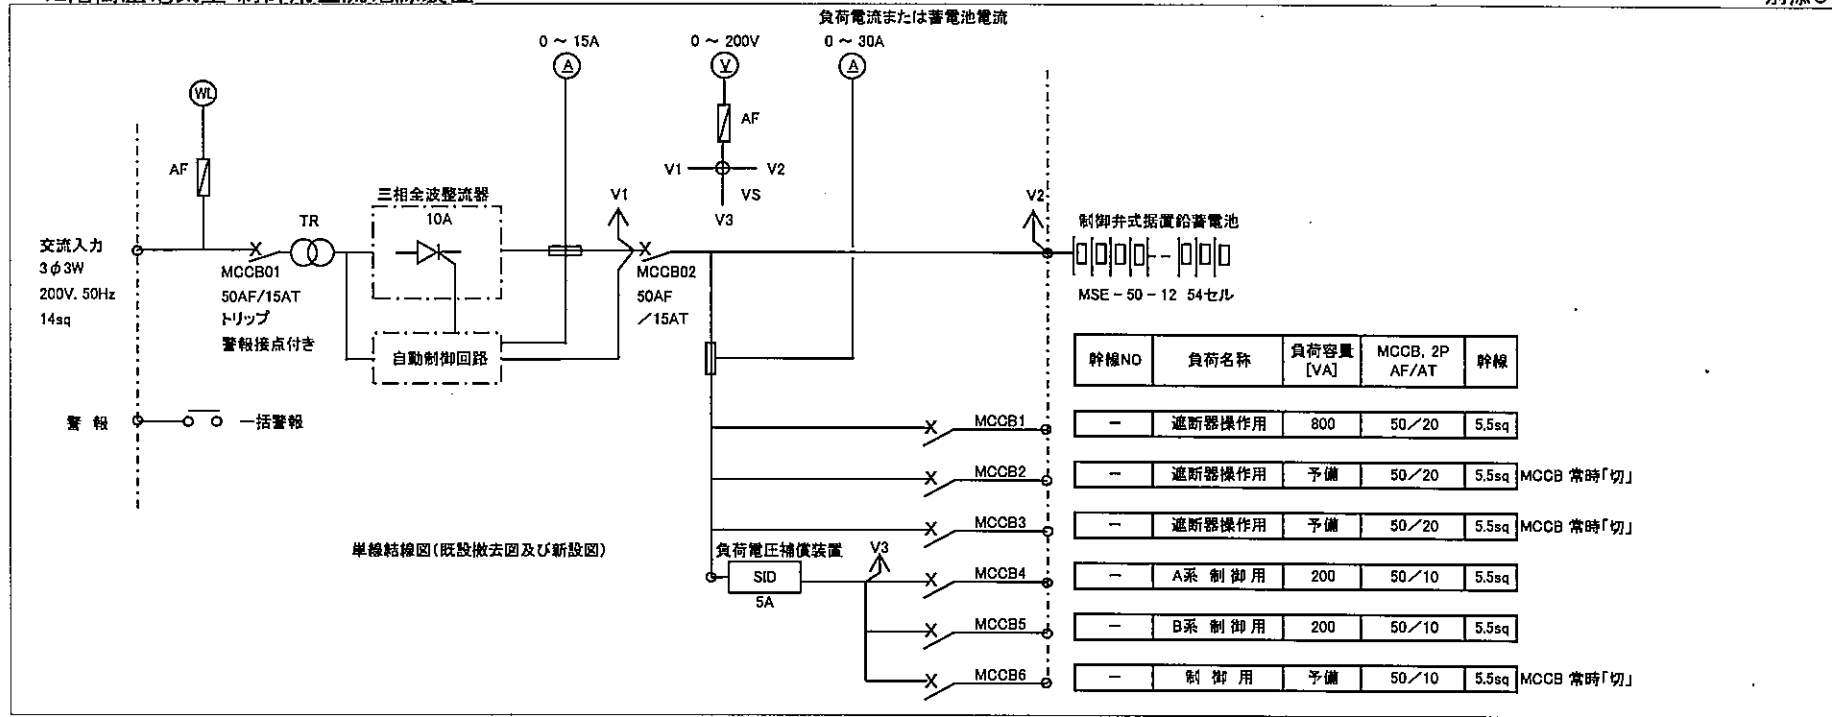 負荷電流または蓄電池電流
0 ～ 15A
0 ～ 200V
0 ～ 30A
A
V
A
WL
AF
AF
V1
V2
VS
V3
三相全波整流器
10A
TR
V1
V2
制御弁式据置鉛蓄電池
交流入力
3φ3W
200V. 50Hz
14sq
MCCB01
50AF/15AT
トリップ
警報接点付き
MCCB02
50AF
／15AT
MSE－50－12 54セル
自動制御回路
幹線NO 負荷名称 負荷容量 [VA] MCCB, 2P AF/AT 幹線
警 報
一括警報
MCCB1
－ 遮断器操作用 800 50／20 5.5sq
MCCB2
－ 遮断器操作用 予備 50／20 5.5sq MCCB 常時「切」
MCCB3
－ 遮断器操作用 予備 50／20 5.5sq MCCB 常時「切」
単線結線図(既設撤去図及び新設図)
負荷電圧補償装置
V3
SID
5A
MCCB4
－ A系 制 御 用 200 50／10 5.5sq
MCCB5
－ B系 制 御 用 200 50／10 5.5sq
MCCB6
－ 制 御 用 予備 50／10 5.5sq MCCB 常時「切」